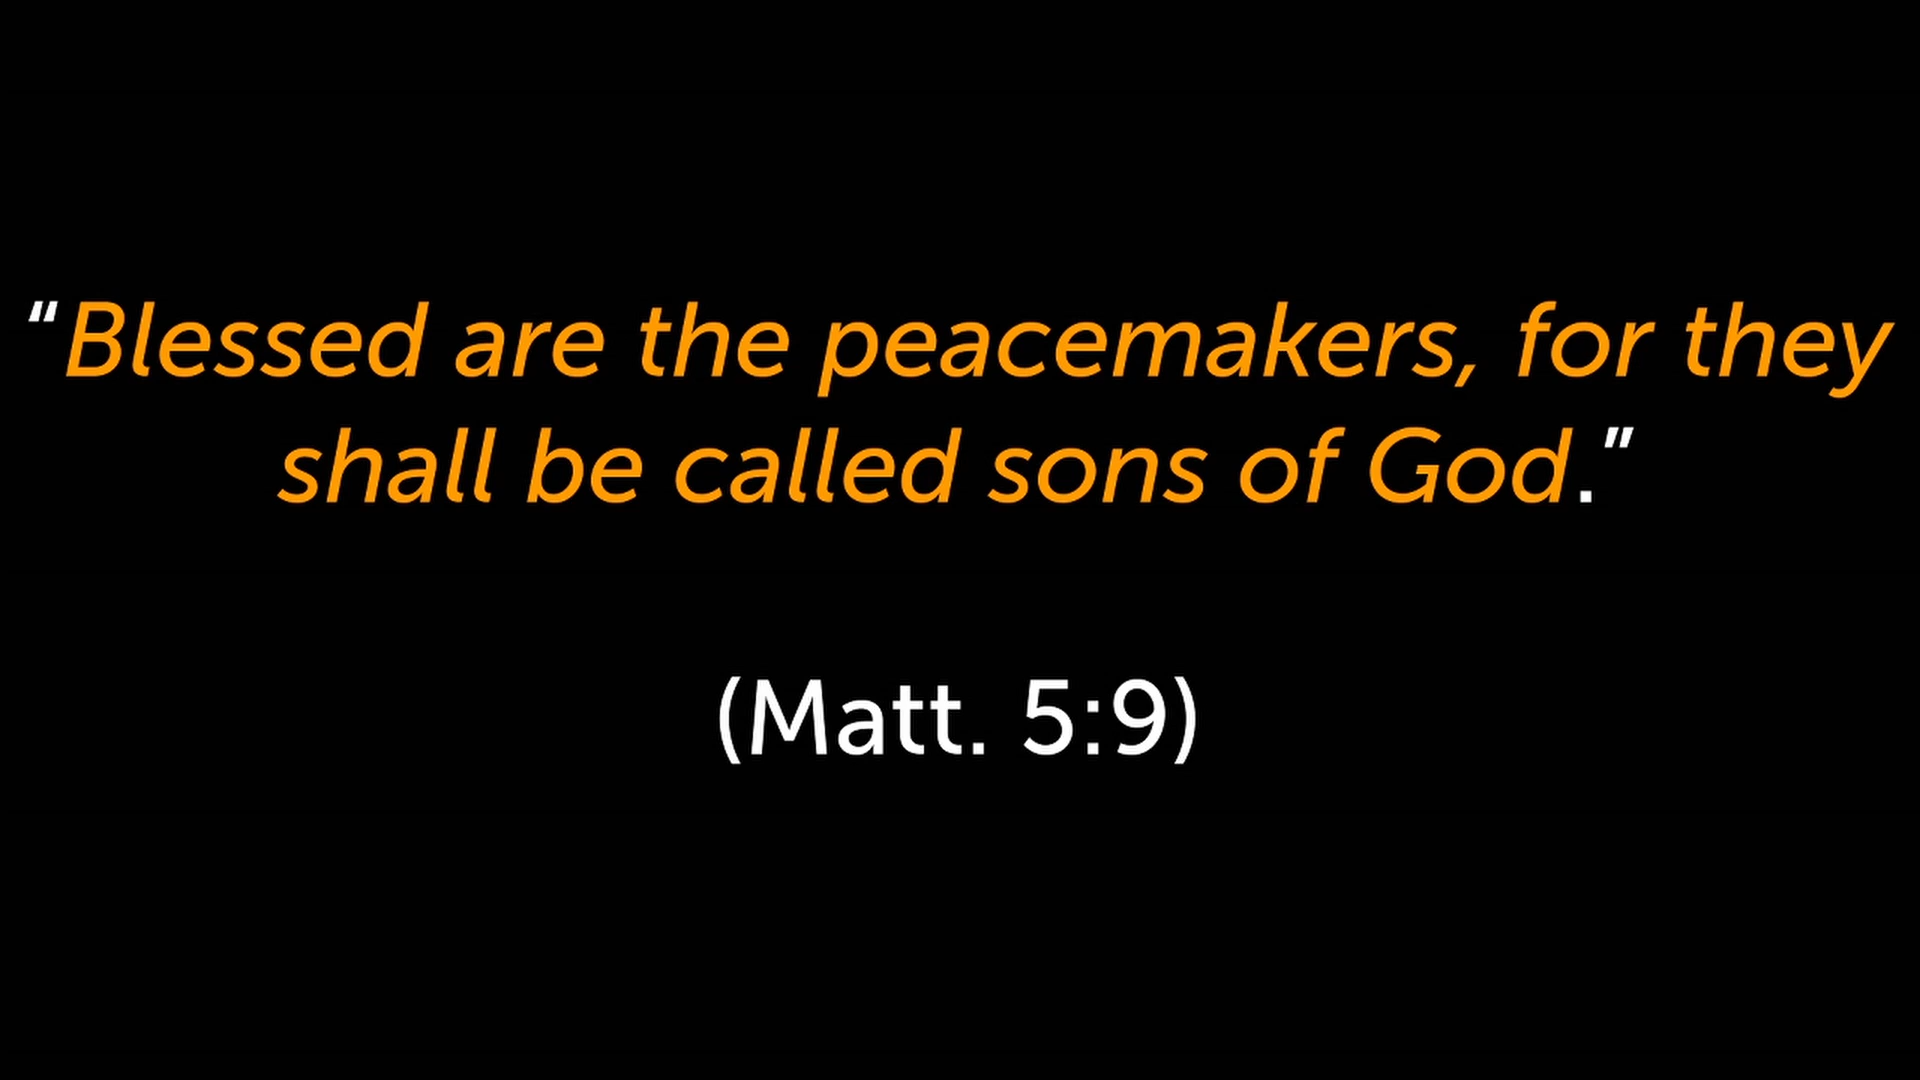 “Blessed are the peacemakers, for they
shall be called sons of God.”
(Matt. 5:9)